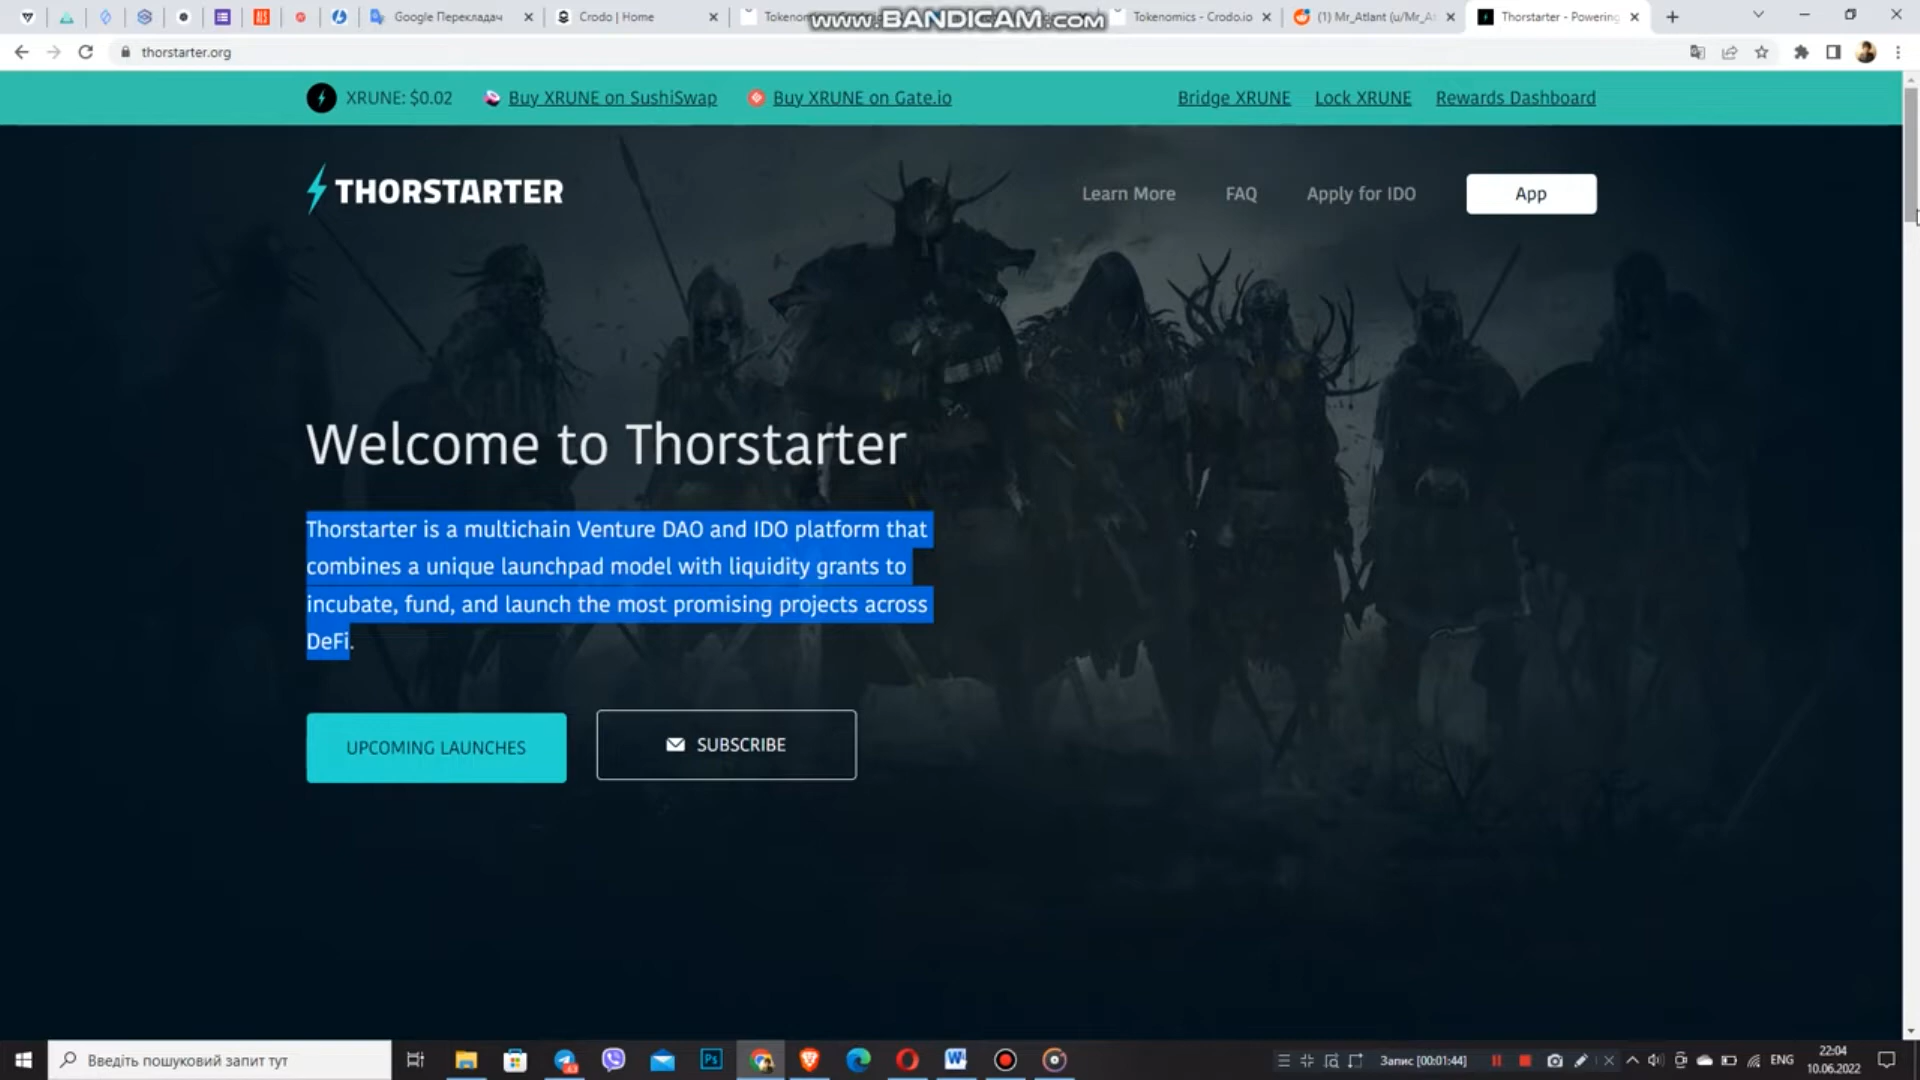 Google Перекладач
Crodo | Home
Tokenom
www.BANDICAM.com
Tokenomics - Crodo.io
(1) Mr_Atlant (u/Mr_At
Thorstarter - Powering
thorstarter.org
XRUNE: $0.02
Buy XRUNE on SushiSwap
Buy XRUNE on Gate.io
Bridge XRUNE
Lock XRUNE
Rewards Dashboard
THORSTARTER
Learn More
FAQ
Apply for IDO
App
Welcome to Thorstarter
Thorstarter is a multichain Venture DAO and IDO platform that
combines a unique launchpad model with liquidity grants to
incubate, fund, and launch the most promising projects across
DeFi.
UPCOMING LAUNCHES
SUBSCRIBE
Введіть пошуковий запит тут
Ps
W
Запис [00:01:44]
ENG
22:04
10.06.2022